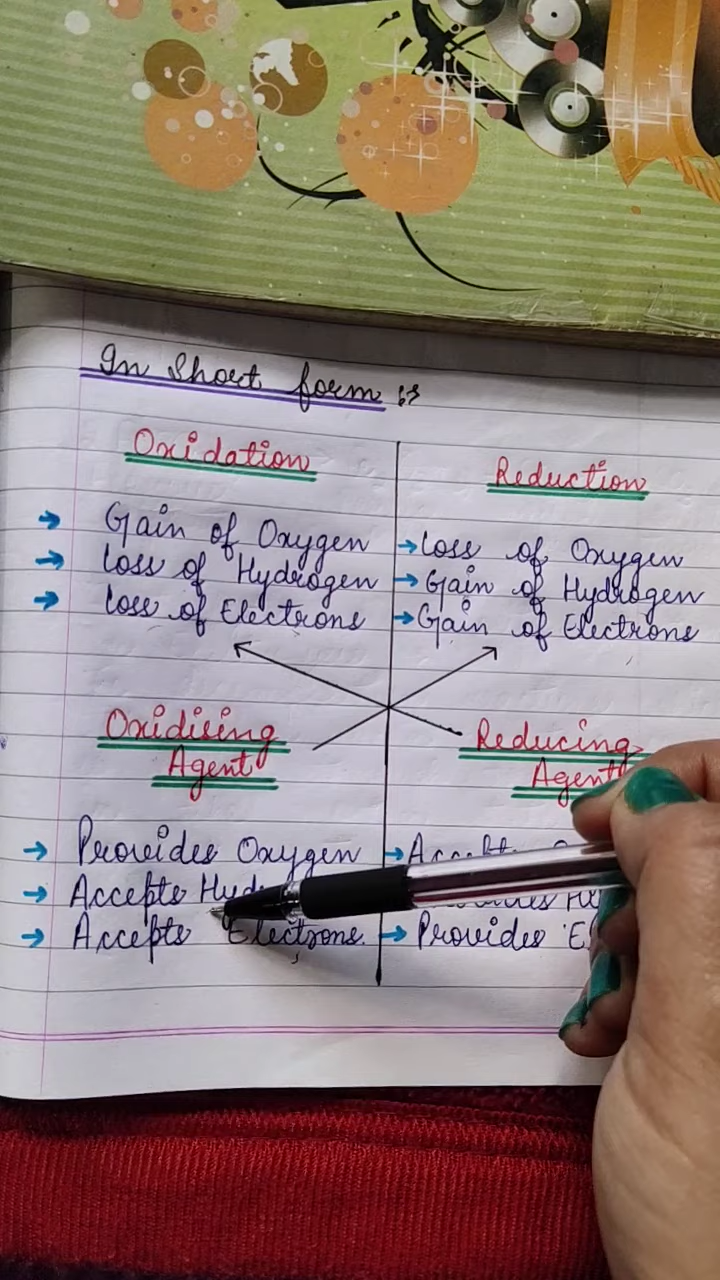 In Short form :-
Oxidation
Gain of Oxygen
Loss of Hydrogen
Loss of Electrons
Reduction
Loss of Oxygen
Gain of Hydrogen
Gain of Electrons
Oxidising
Agent
Provides Oxygen
Accepts
Accepts Electrons.
Reducing
Agent
Provides